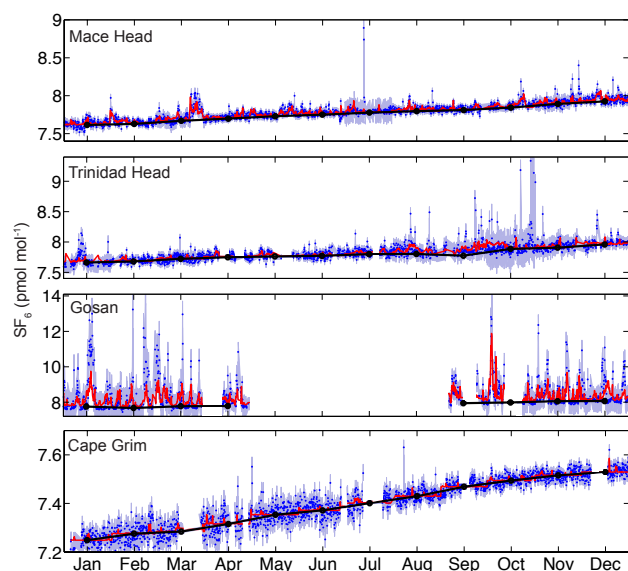 9
Mace Head
8.5
8
7.5
Trinidad Head
9
8.5
8
7.5
SF6 (pmol mol-1)
14
Gosan
12
10
8
Cape Grim
7.6
7.4
7.2
Jan Feb Mar Apr May Jun Jul Aug Sep Oct Nov Dec